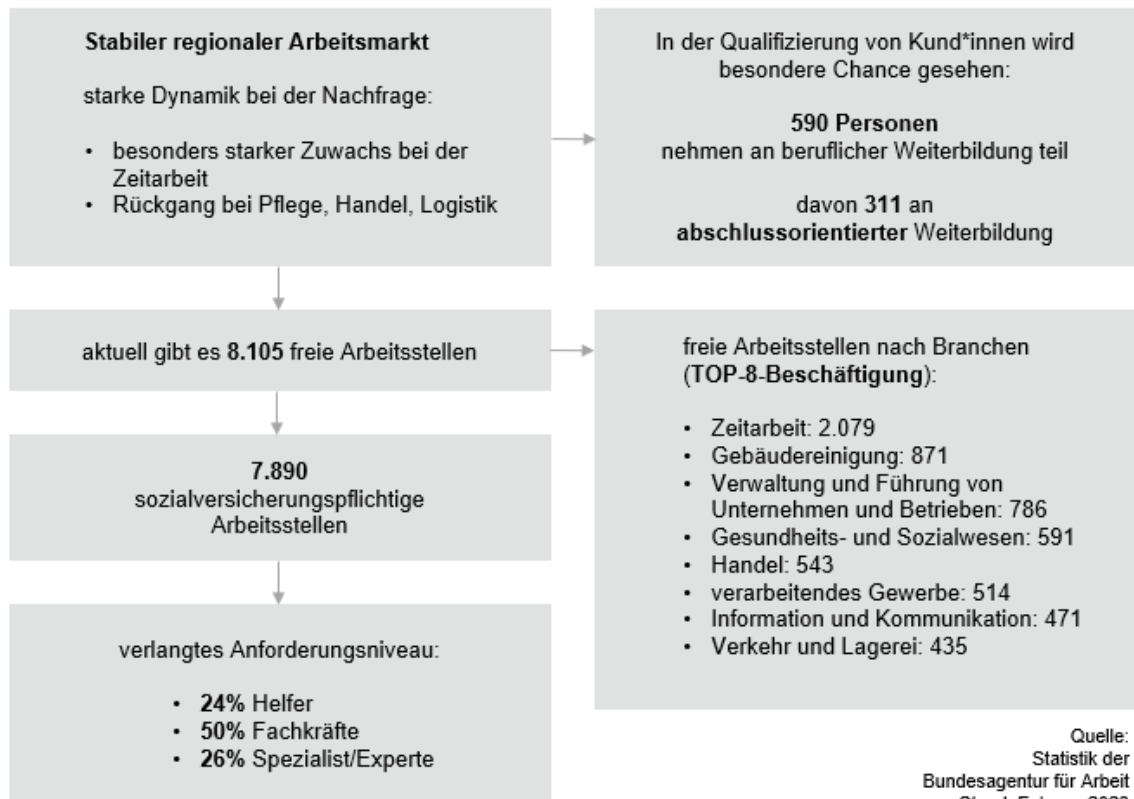 Stabiler regionaler Arbeitsmarkt
starke Dynamik bei der Nachfrage:
• besonders starker Zuwachs bei der
Zeitarbeit
• Rückgang bei Pflege, Handel, Logistik
In der Qualifizierung von Kund*innen wird
besondere Chance gesehen:
590 Personen
nehmen an beruflicher Weiterbildung teil
davon 311 an
abschlussorientierter Weiterbildung
aktuell gibt es 8.105 freie Arbeitsstellen
freie Arbeitsstellen nach Branchen
(TOP-8-Beschäftigung):
• Zeitarbeit: 2.079
• Gebäudereinigung: 871
• Verwaltung und Führung von
Unternehmen und Betrieben: 786
• Gesundheits- und Sozialwesen: 591
• Handel: 543
• verarbeitendes Gewerbe: 514
• Information und Kommunikation: 471
• Verkehr und Lagerei: 435
7.890
sozialversicherungspflichtige
Arbeitsstellen
verlangtes Anforderungsniveau:
• 24% Helfer
• 50% Fachkräfte
• 26% Spezialist/Experte
Quelle:
Statistik der
Bundesagentur für Arbeit